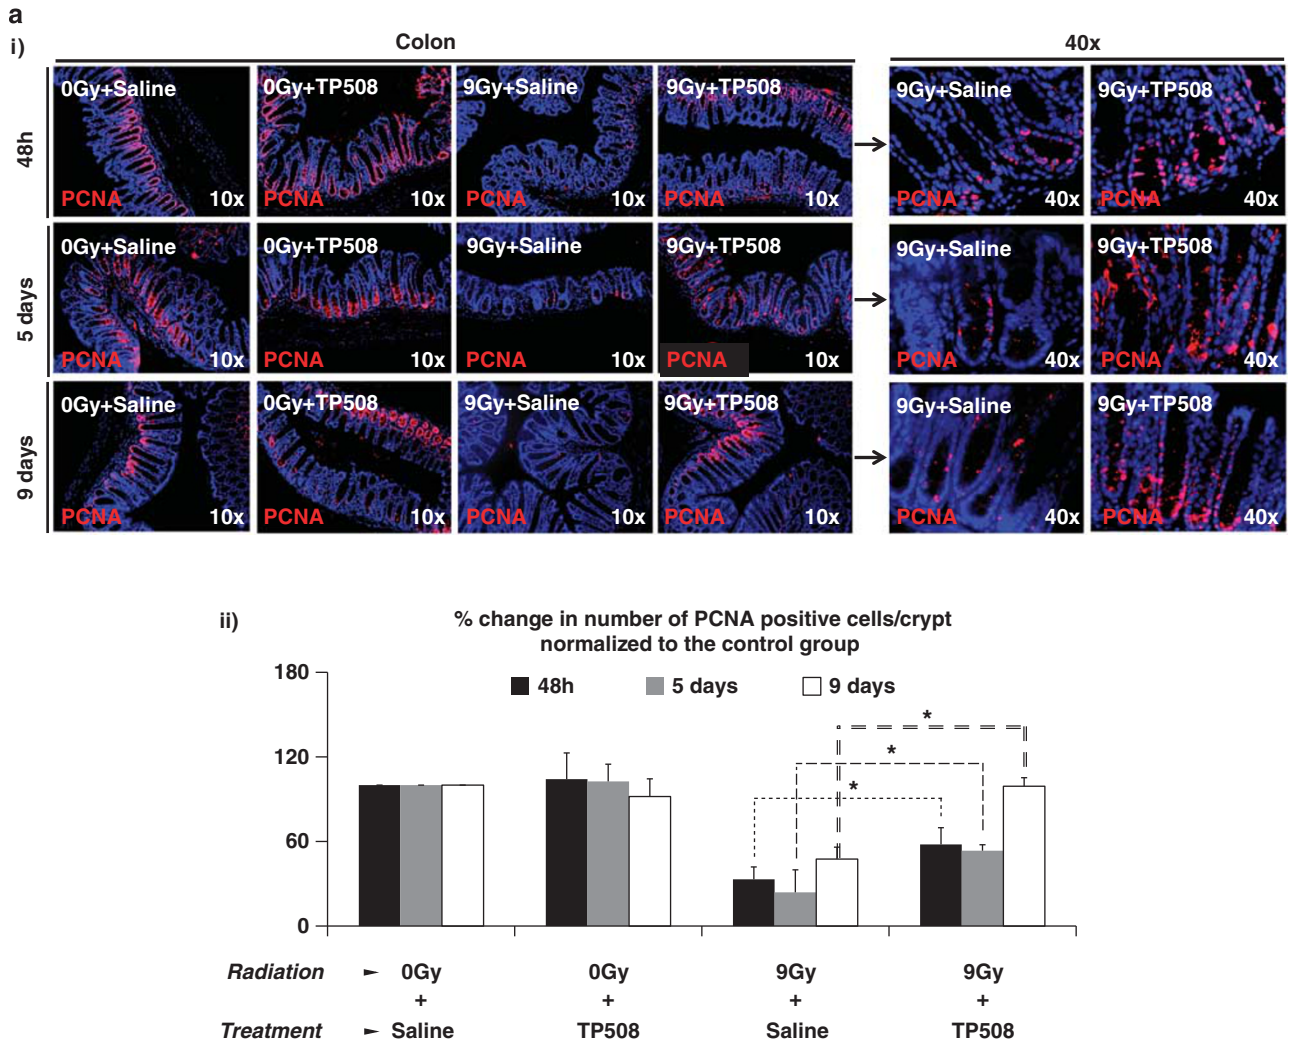 a
i)
Colon
40x
48h
0Gy+Saline
PCNA
10x
0Gy+TP508
PCNA
10x
9Gy+Saline
PCNA
10x
9Gy+TP508
PCNA
10x
9Gy+Saline
PCNA
40x
9Gy+TP508
PCNA
40x
5 days
0Gy+Saline
PCNA
10x
0Gy+TP508
PCNA
10x
9Gy+Saline
PCNA
10x
9Gy+TP508
PCNA
10x
9Gy+Saline
PCNA
40x
9Gy+TP508
PCNA
40x
9 days
0Gy+Saline
PCNA
10x
0Gy+TP508
PCNA
10x
9Gy+Saline
PCNA
10x
9Gy+TP508
PCNA
10x
9Gy+Saline
PCNA
40x
9Gy+TP508
PCNA
40x
ii)
% change in number of PCNA positive cells/crypt
normalized to the control group
48h
5 days
9 days
180
120
60
0
*
*
*
Radiation ► 0Gy 0Gy 9Gy 9Gy
+ + + +
Treatment ► Saline TP508 Saline TP508